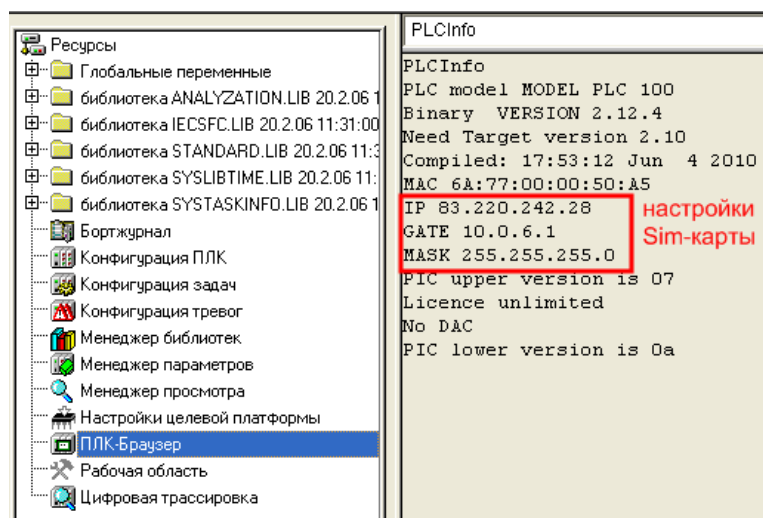 Ресурсы
Глобальные переменные
библиотека ANALYZATION.LIB 20.2.06 1
библиотека IECSFC.LIB 20.2.06 11:31:00
библиотека STANDARD.LIB 20.2.06 11:3
библиотека SYSLIBTIME.LIB 20.2.06 11:
библиотека SYSTASKINFO.LIB 20.2.06 1
Бортжурнал
Конфигурация ПЛК
Конфигурация задач
Конфигурация тревог
Менеджер библиотек
Менеджер параметров
Менеджер просмотра
Настройки целевой платформы
ПЛК-Браузер
Рабочая область
Цифровая трассировка
PLCInfo
PLCInfo
PLC model MODEL PLC 100
Binary VERSION 2.12.4
Need Target version 2.10
Compiled: 17:53:12 Jun 4 2010
MAC 6A:77:00:00:50:A5
IP 83.220.242.28
GATE 10.0.6.1
MASK 255.255.255.0
настройки
Sim-карты
PIC upper version is 07
Licence unlimited
No DAC
PIC lower version is 0a